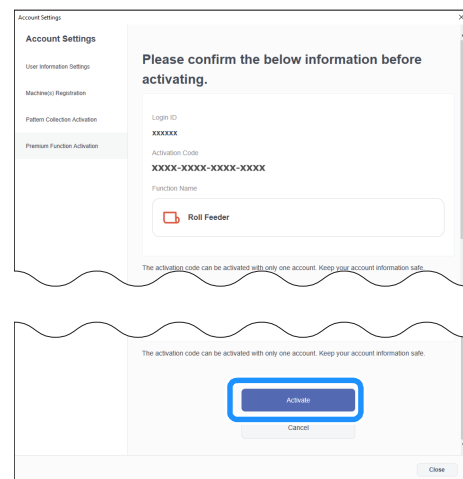 Account Settings
Account Settings
User Information Settings
Machine(s) Registration
Pattern Collection Activation
Premium Function Activation
Please confirm the below information before
activating.
Login ID
xxxxxx
Activation Code
xxxx-xxxx-xxxx-xxxx
Function Name
Roll Feeder
The activation code can be activated with only one account. Keep your account information safe.
The activation code can be activated with only one account. Keep your account information safe.
Activate
Cancel
Close